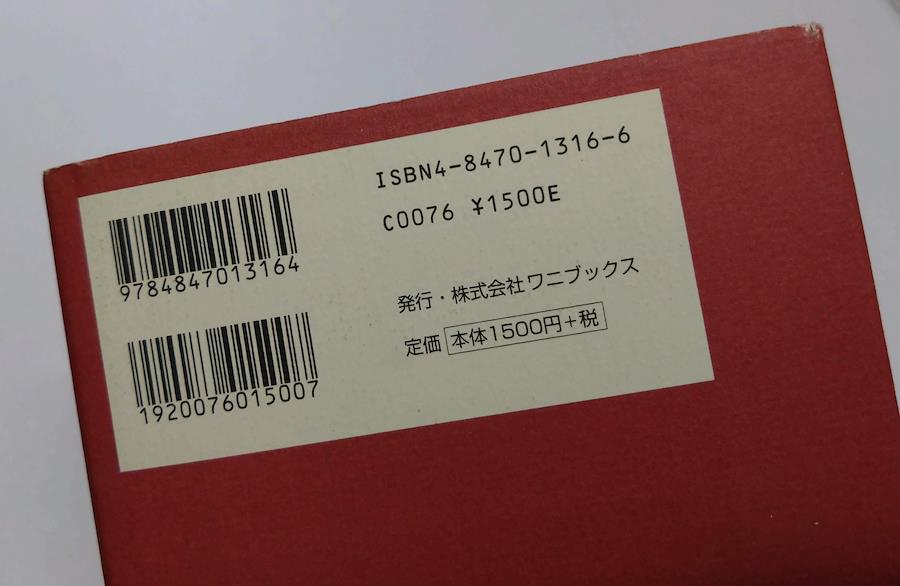 ISBN4-8470-1316-6
C0076 ¥1500E
9784847013164
発行・株式会社ワニブックス
定価 本体1500円+税
1920076015007